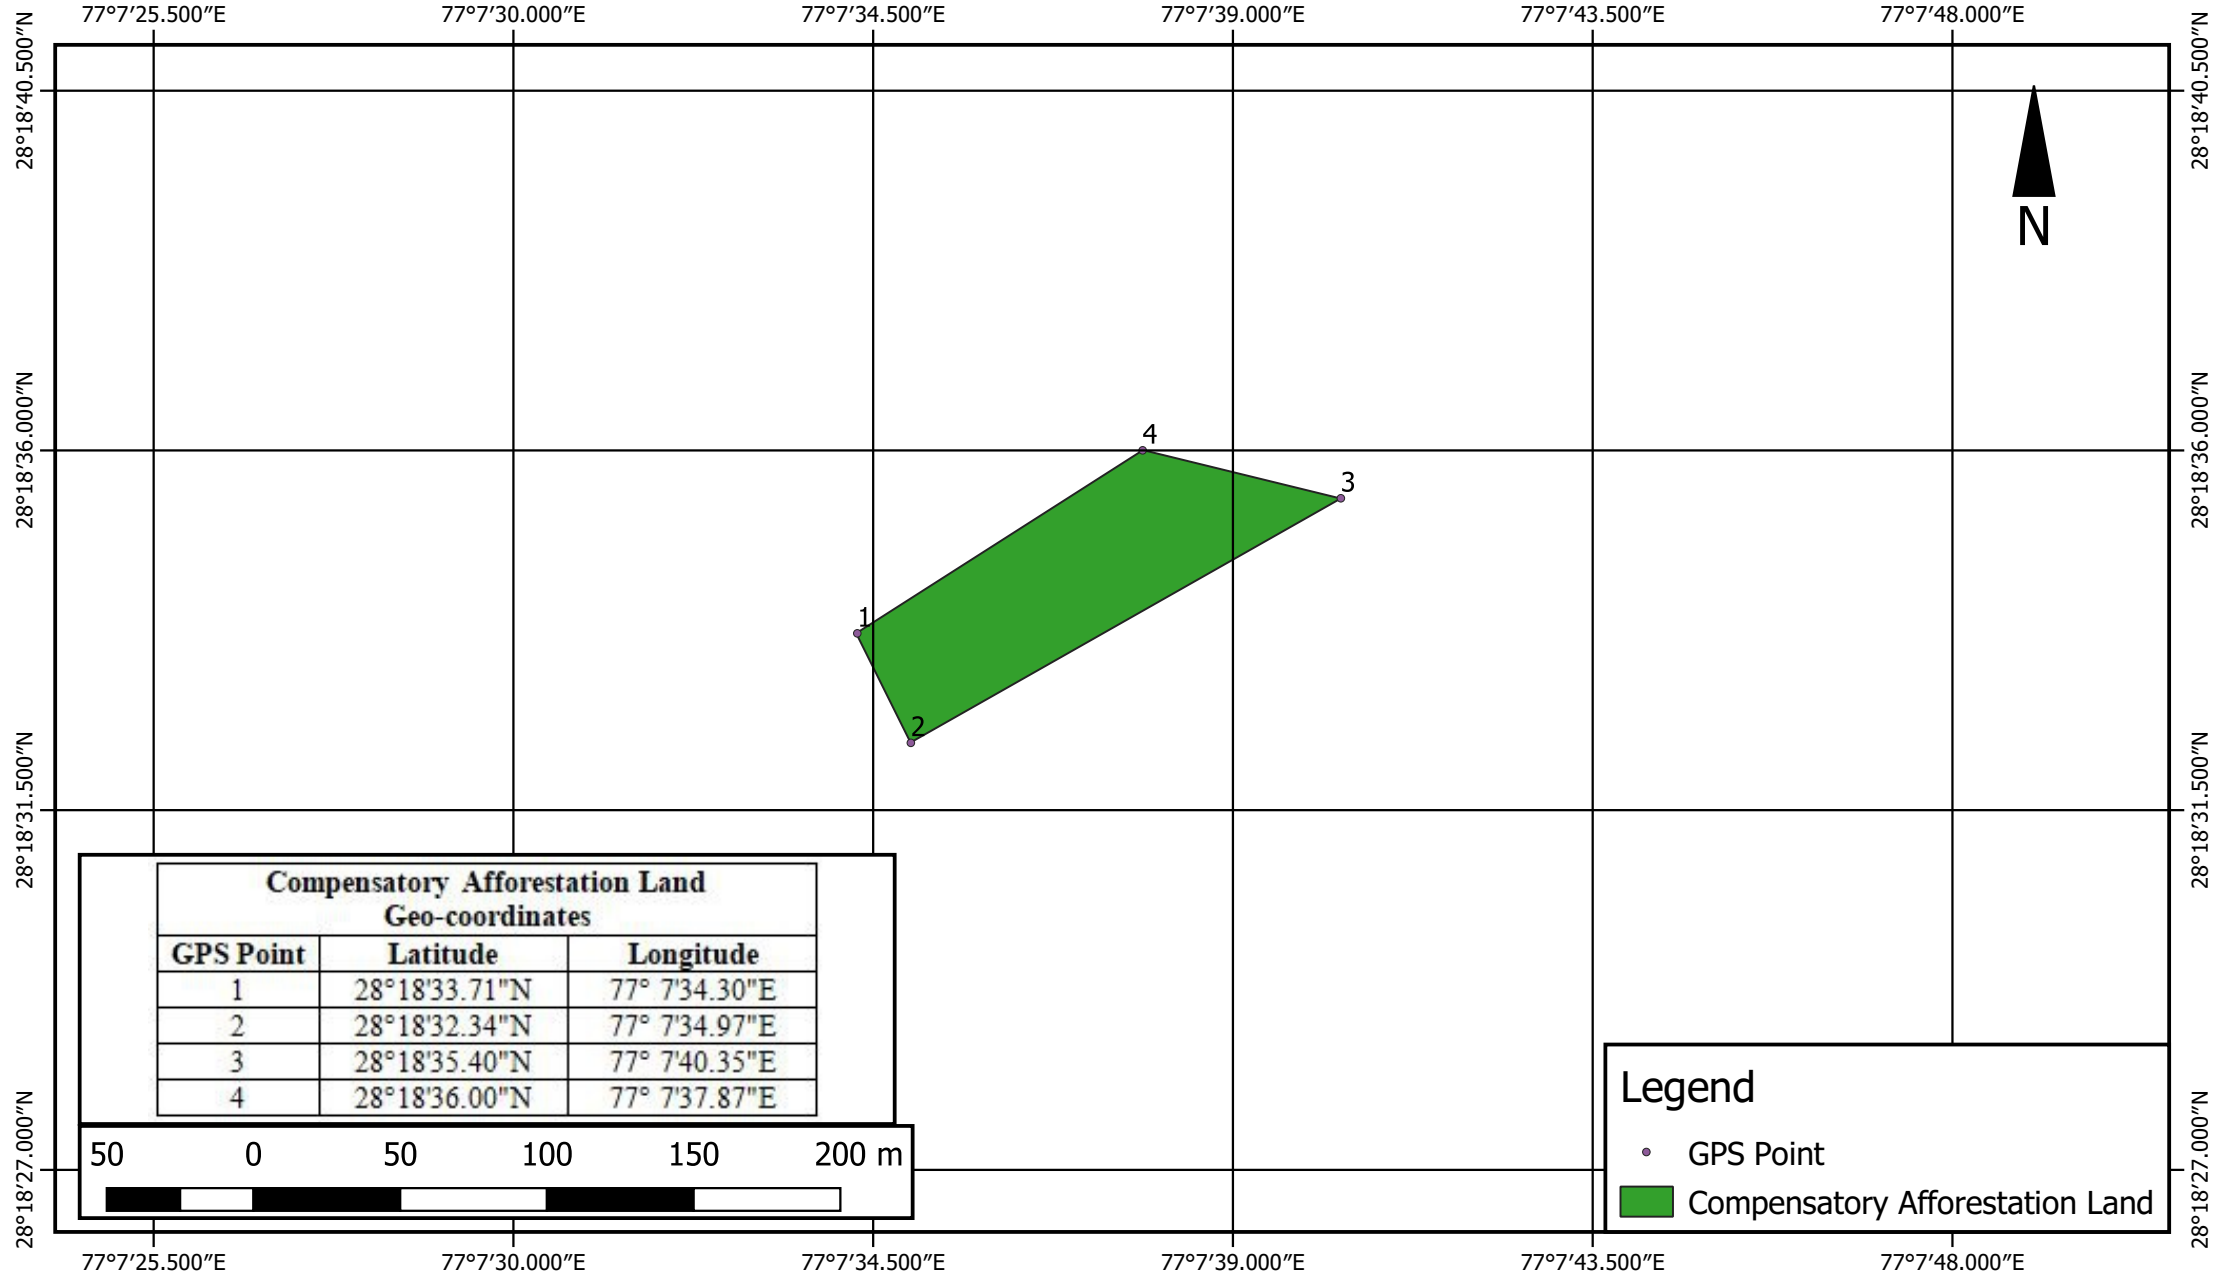 77°7′25.500″E 77°7′30.000″E 77°7′34.500″E 77°7′39.000″E 77°7′43.500″E 77°7′48.000″E
28°18′40.500″N
28°18′40.500″N
N
28°18′36.000″N
28°18′36.000″N
4
3
1
2
28°18′31.500″N
28°18′31.500″N
Compensatory Afforestation Land
Geo-coordinates
GPS Point Latitude Longitude
1 28°18'33.71"N 77° 7'34.30"E
2 28°18'32.34"N 77° 7'34.97"E
3 28°18'35.40"N 77° 7'40.35"E
4 28°18'36.00"N 77° 7'37.87"E
50 0 50 100 150 200 m
Legend
GPS Point
Compensatory Afforestation Land
28°18′27.000″N
28°18′27.000″N
77°7′25.500″E 77°7′30.000″E 77°7′34.500″E 77°7′39.000″E 77°7′43.500″E 77°7′48.000″E